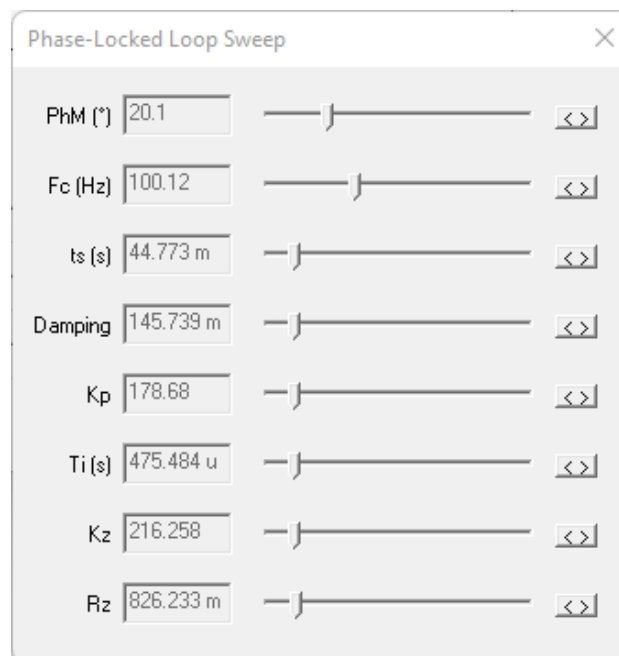 Phase-Locked Loop Sweep
PhM (°) 20.1 < >
Fc (Hz) 100.12 < >
ts (s) 44.773 m < >
Damping 145.739 m < >
Kp 178.68 < >
Ti (s) 475.484 u < >
Kz 216.258 < >
Rz 826.233 m < >